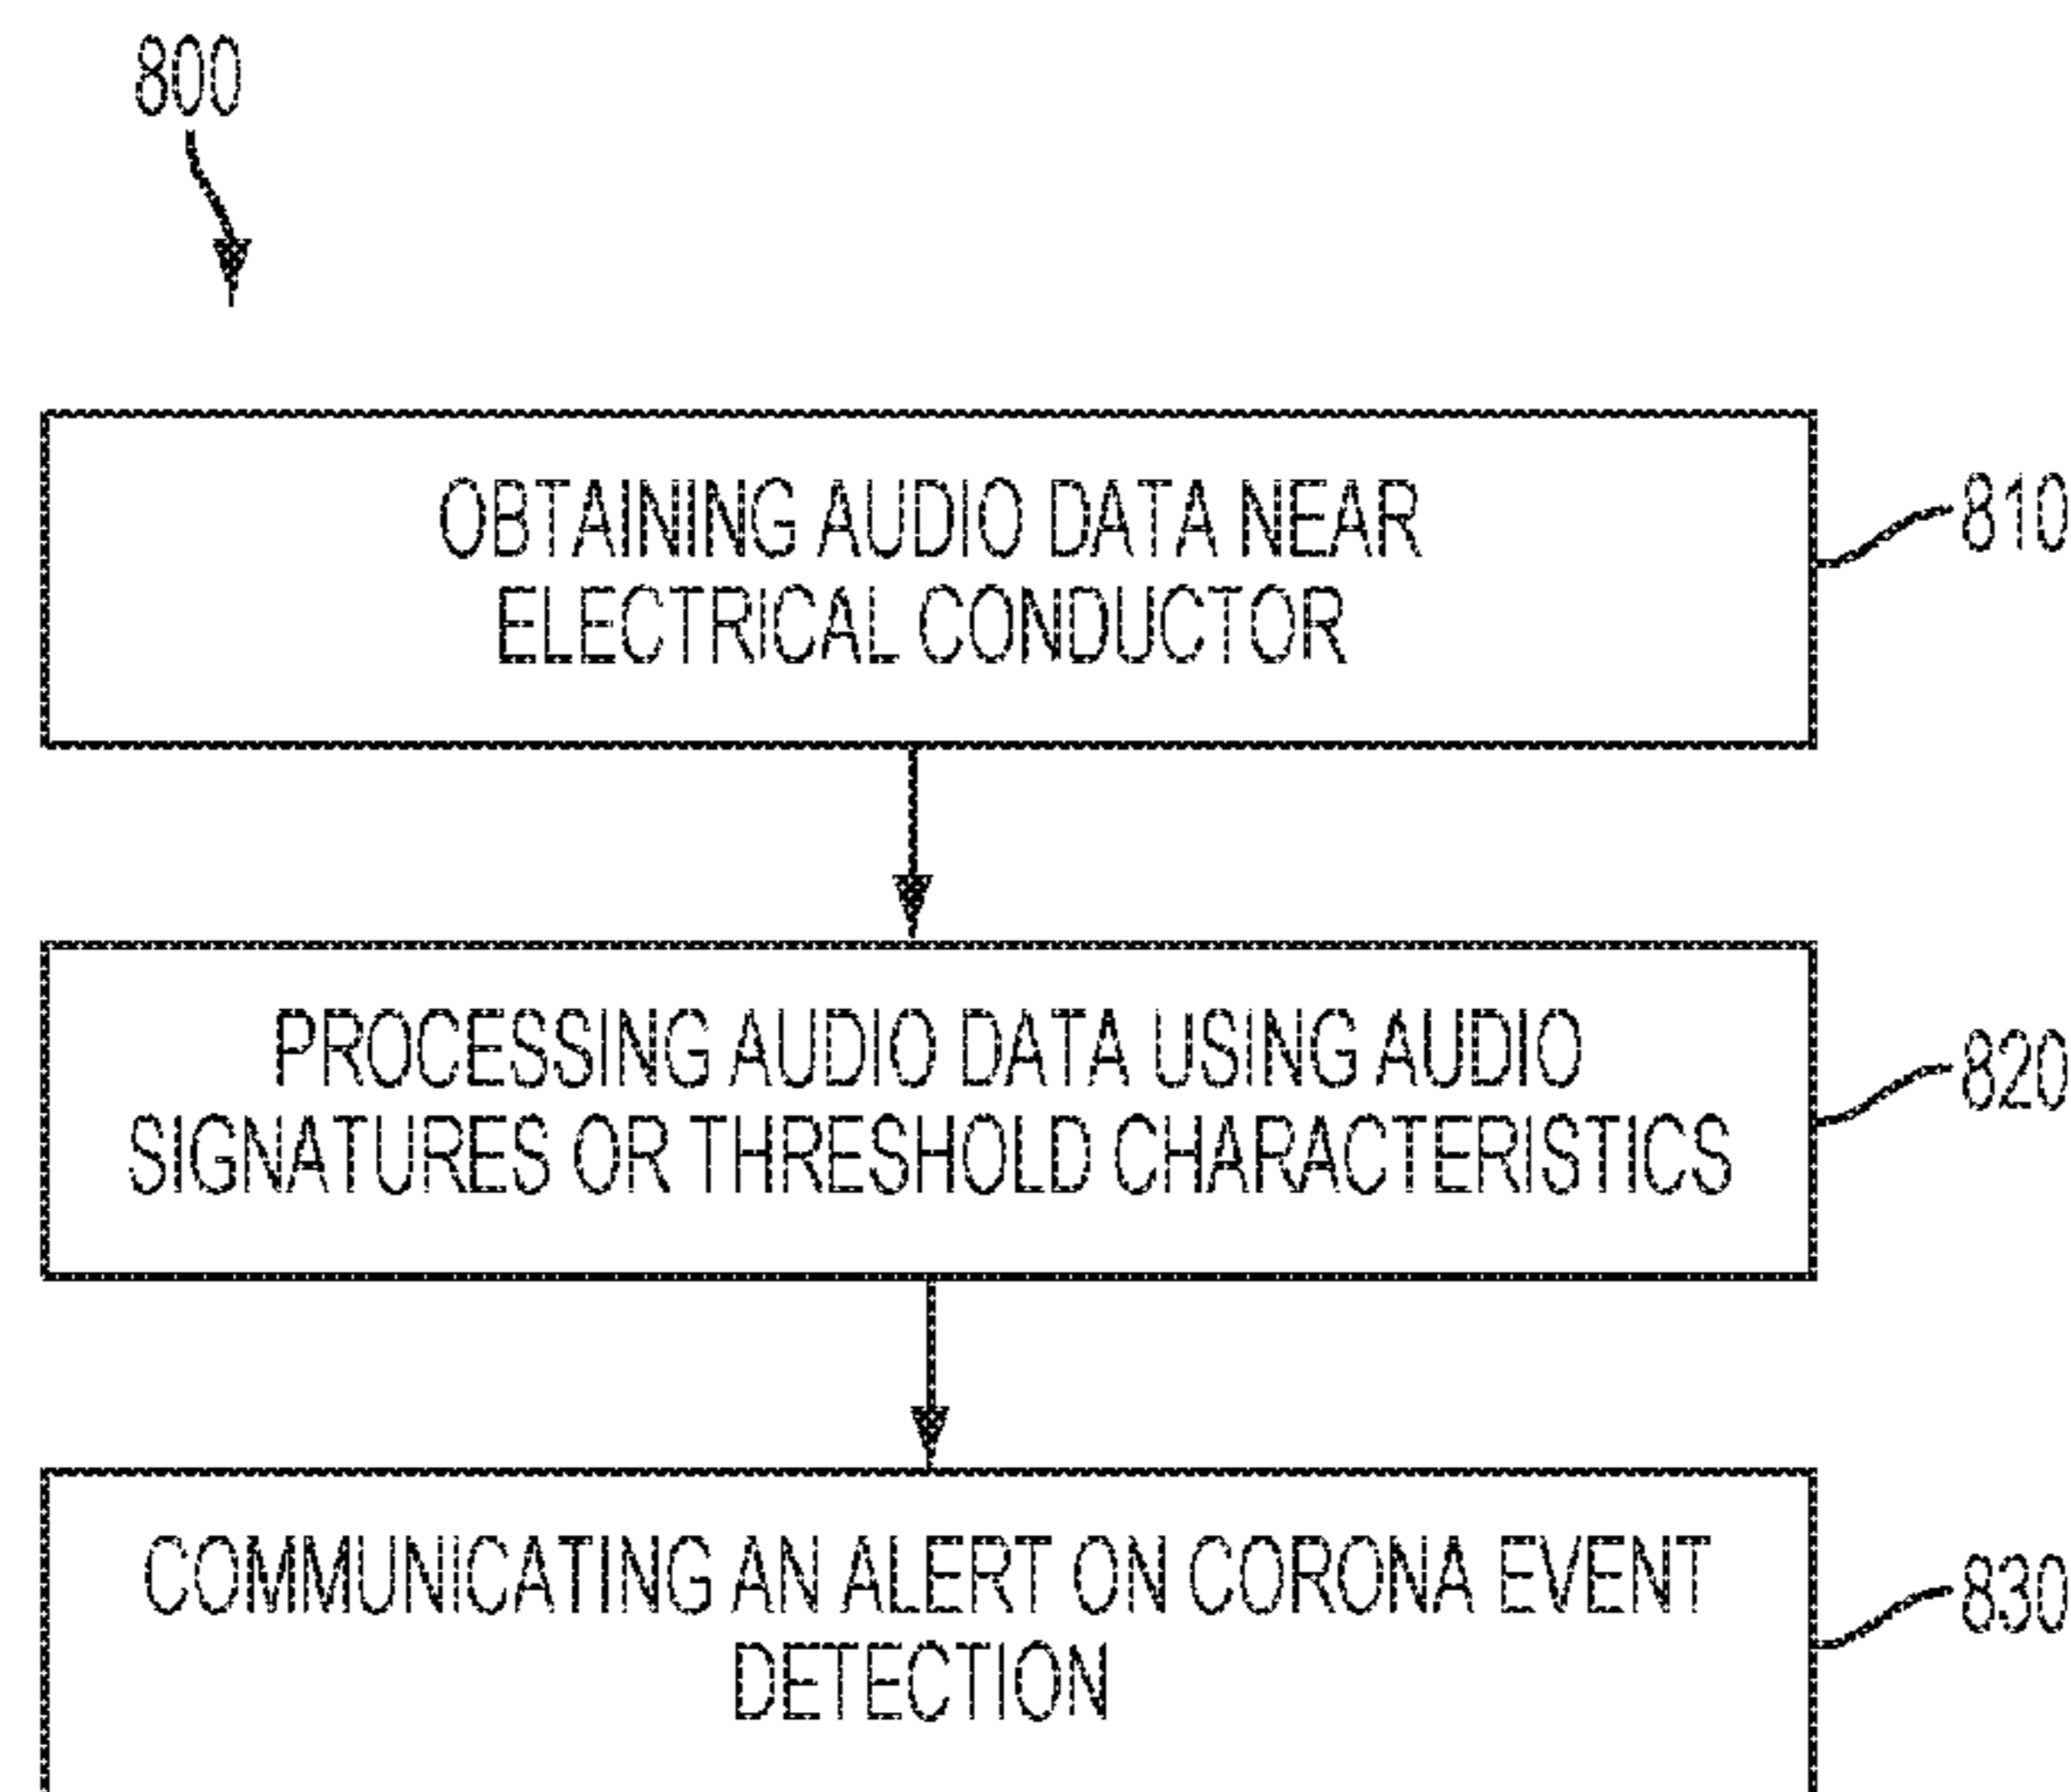 800
OBTAINING AUDIO DATA NEAR
ELECTRICAL CONDUCTOR
810
PROCESSING AUDIO DATA USING AUDIO
SIGNATURES OR THRESHOLD CHARACTERISTICS
820
COMMUNICATING AN ALERT ON CORONA EVENT
DETECTION
830